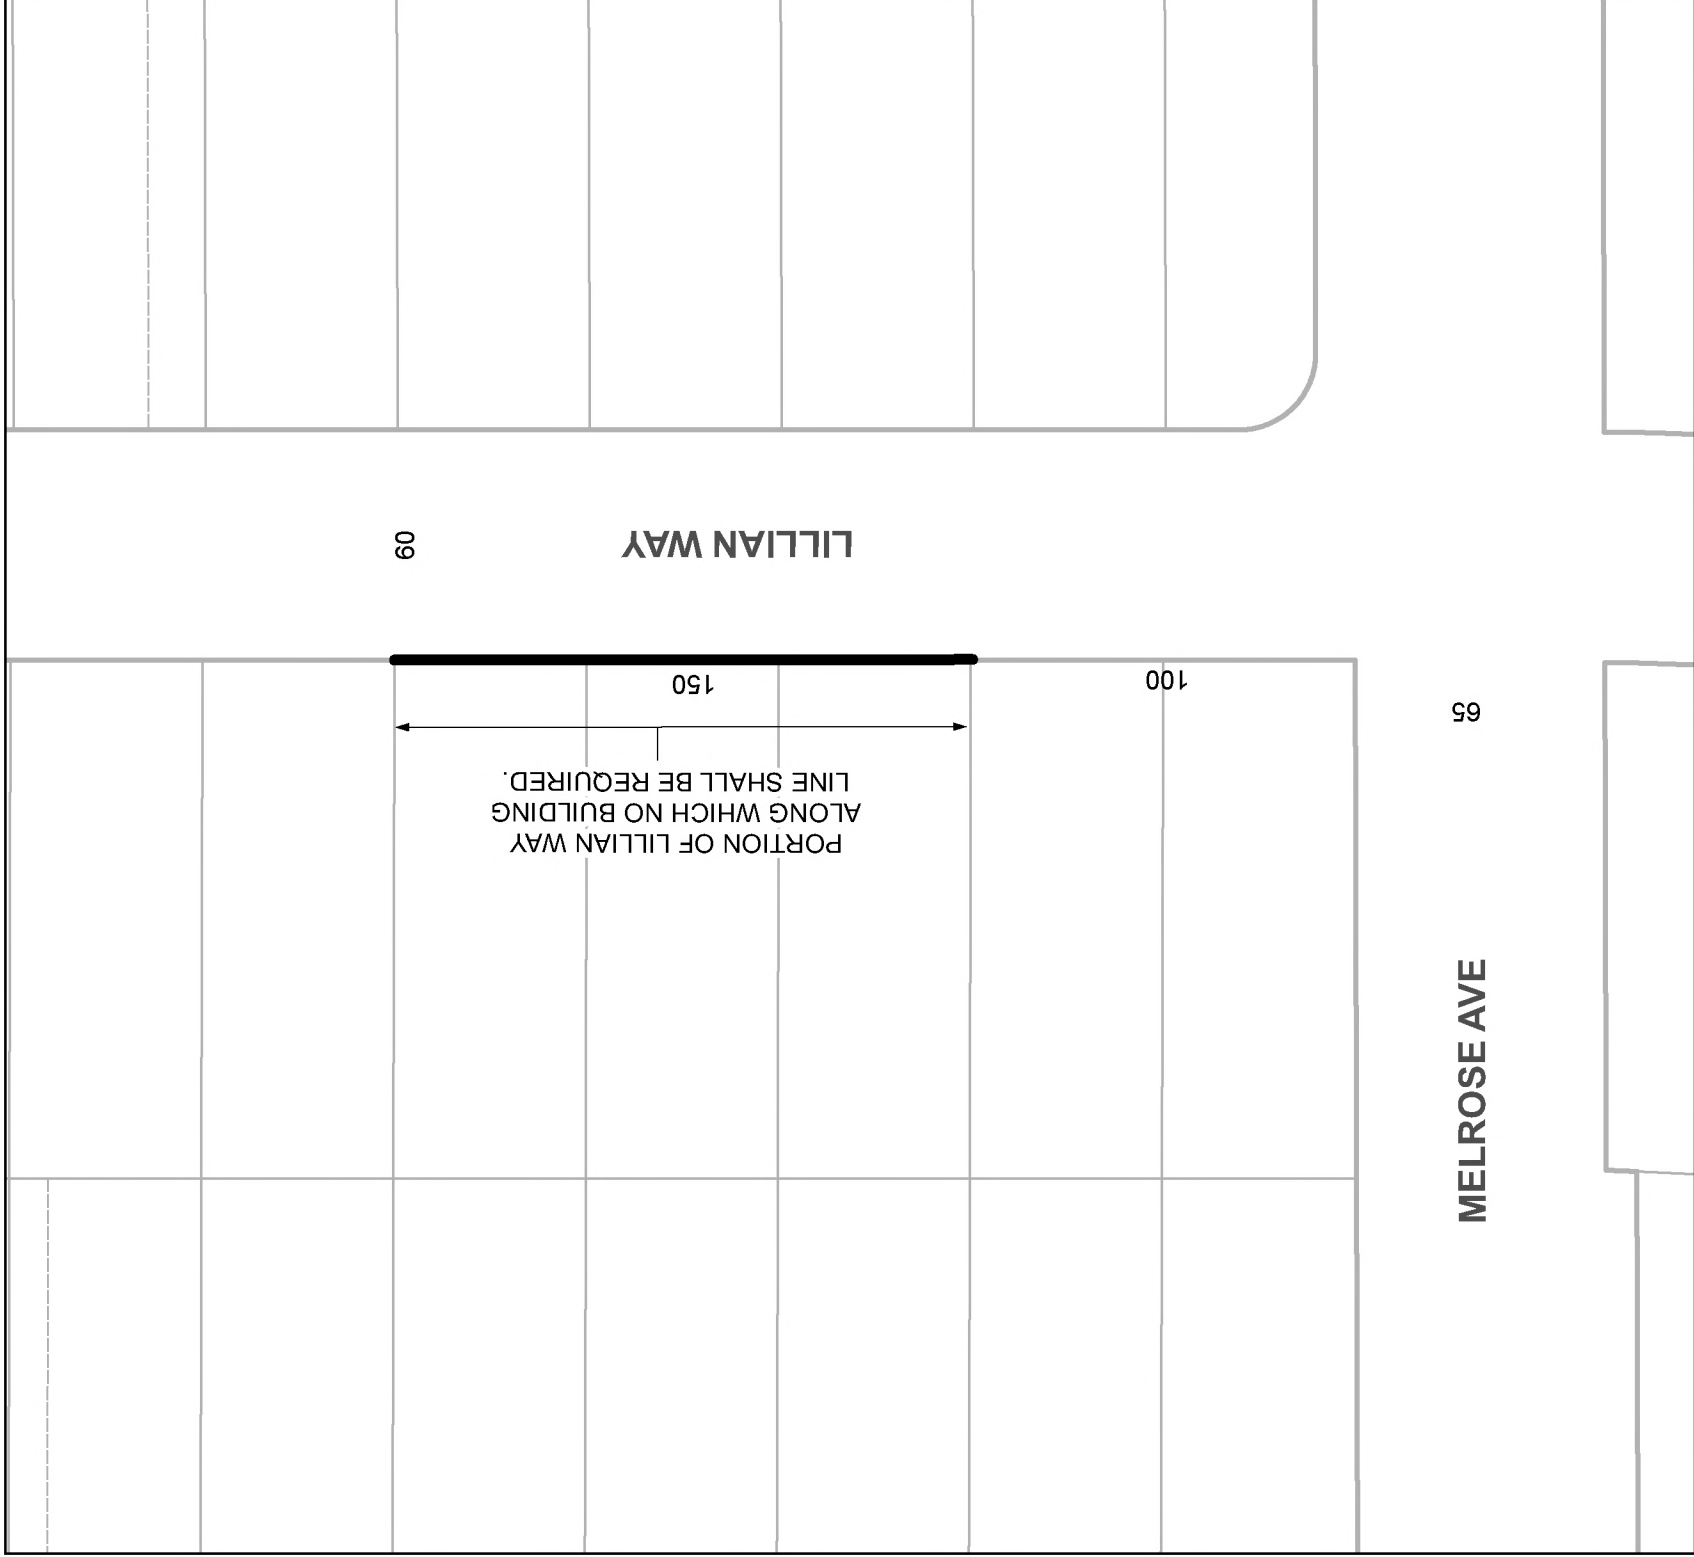 MELROSE AVE
PORTION OF LILLIAN WAY
ALONG WHICH NO BUILDING
LINE SHALL BE REQUIRED.
65
100
150
LILLIAN WAY
60